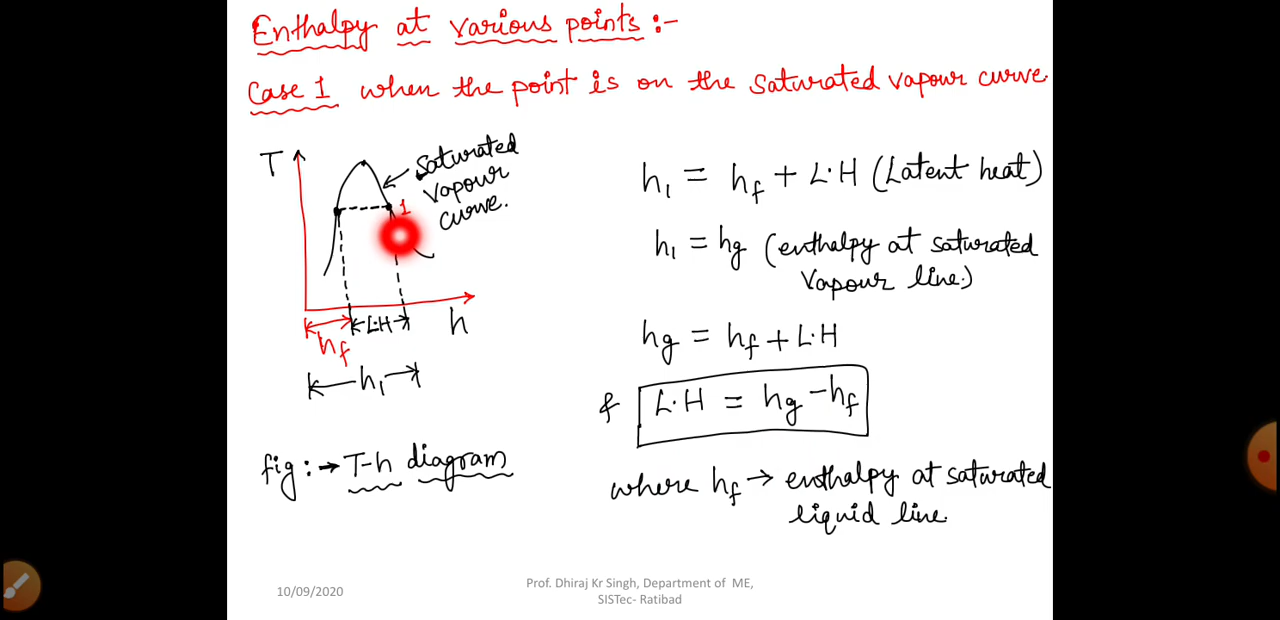 Enthalpy at various points :-
Case 1 when the point is on the saturated vapour curve.
T
saturated
vapour
curve.
1
h
hf
L·H
h1
fig:→ T-h diagram
h1 = hf + L·H (Latent heat)
h1 = hg (enthalpy at saturated
vapour line.)
hg = hf + L·H
& L·H = hg - hf
where hf → enthalpy at saturated
liquid line.
10/09/2020
Prof. Dhiraj Kr Singh, Department of ME,
SISTec- Ratibad